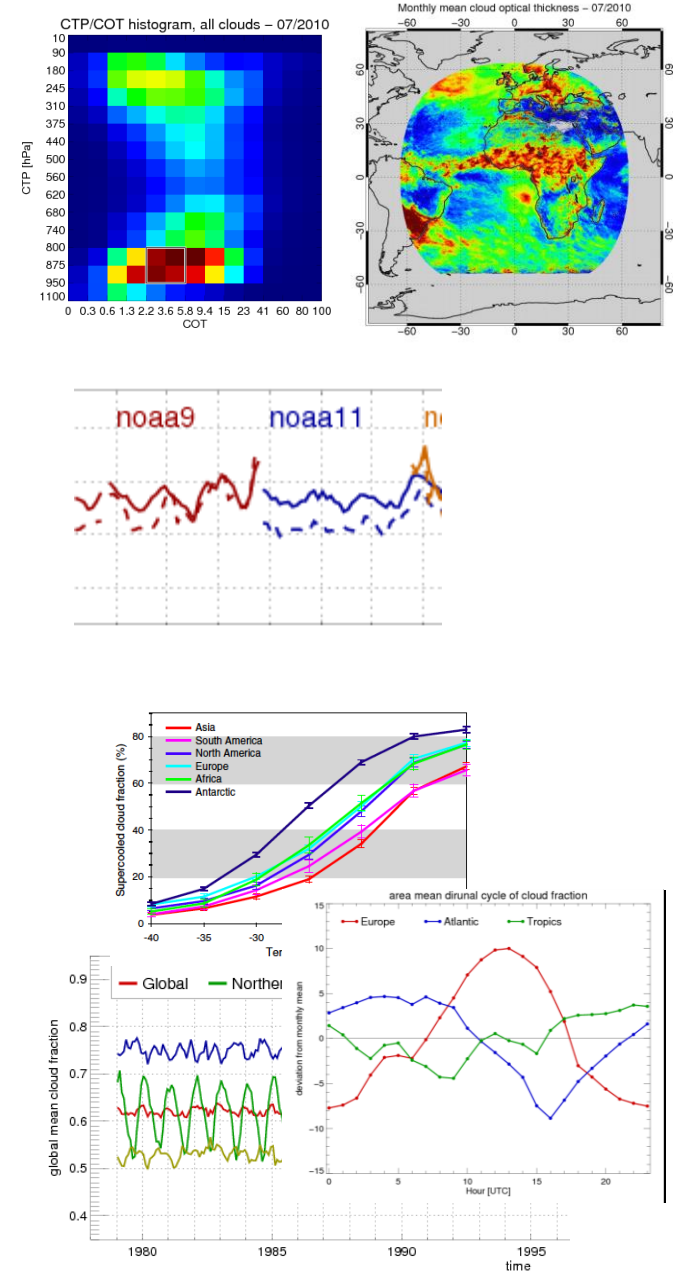 CTP/COT histogram, all clouds − 07/2010
10
90
180
245
310
375
440
500
560
620
680
740
800
875
950
1100
CTP [hPa]
0 0.3 0.6 1.3 2.2 3.6 5.8 9.4 15 23 41 60 80 100
COT
Monthly mean cloud optical thickness − 07/2010
−60 −30 0 30 60
60 60
30 30
0 0
−30 −30
−60 −60
−60 −30 0 30 60
noaa9 noaa11
Asia
South America
North America
Europe
Africa
Antarctic
Supercooled cloud fraction (%)
80
60
40
20
0
-40 -35 -30
area mean dirunal cycle of cloud fraction
Europe Atlantic Tropics
deviation from monthly mean
15
10
5
0
−5
−10
−15
0 5 10 15 20
Hour [UTC]
Global
global mean cloud fraction
0.9
0.8
0.7
0.6
0.5
0.4
1980 1985 1990 1995
time